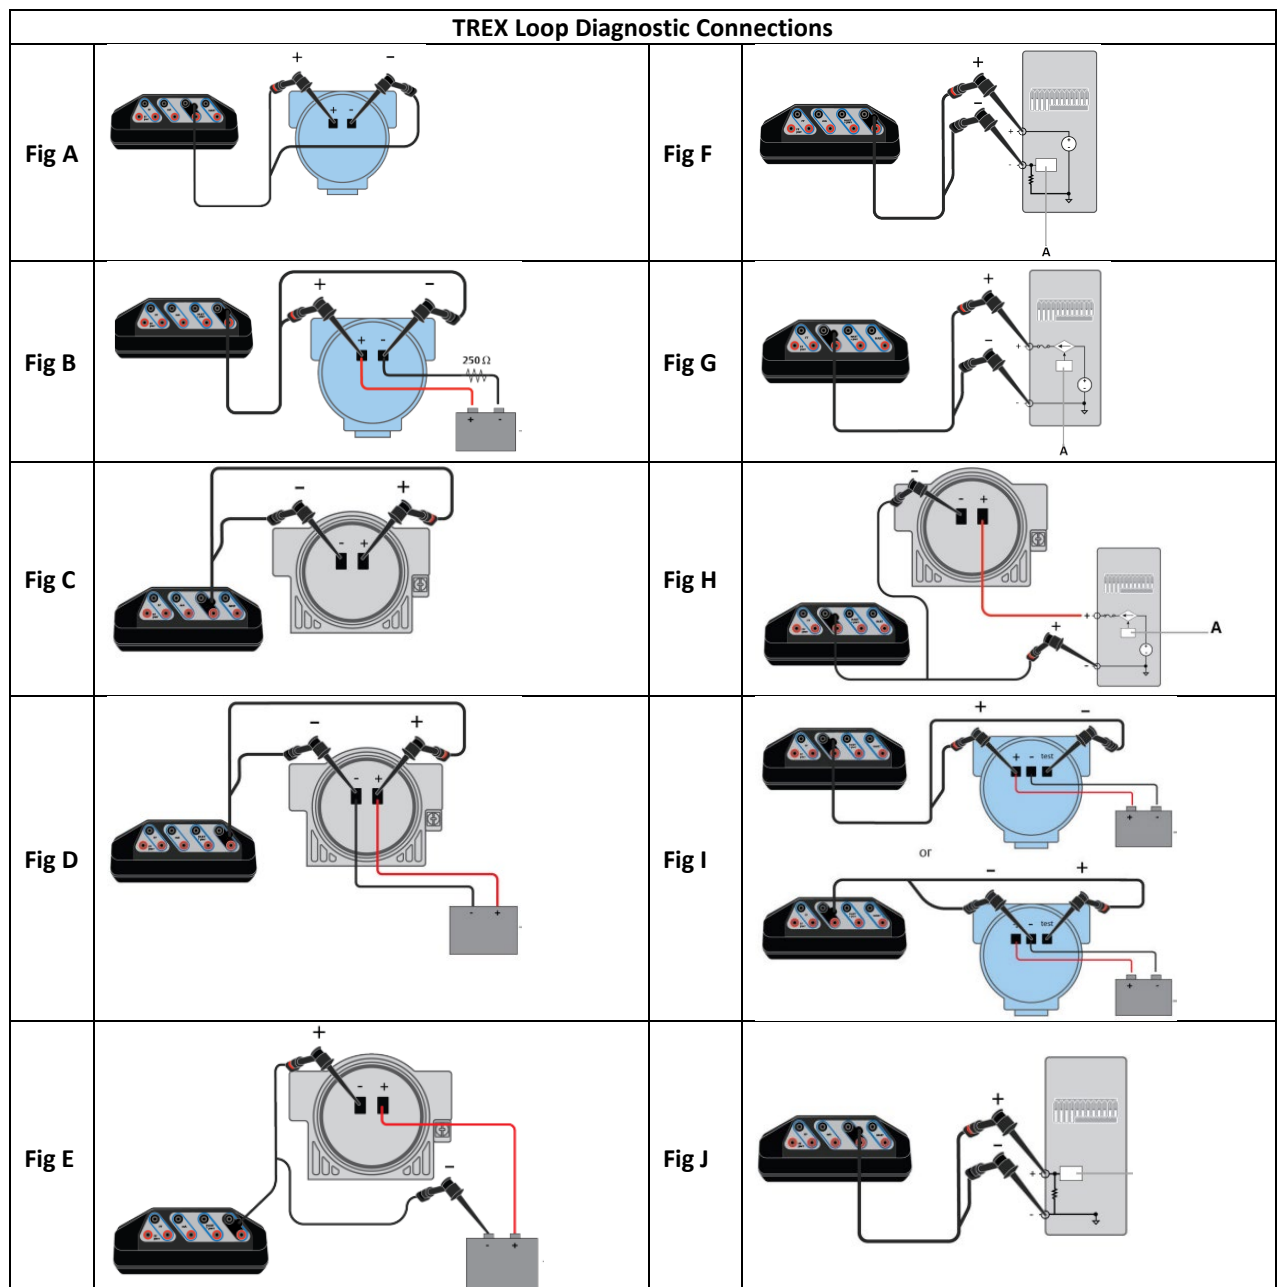 TREX Loop Diagnostic Connections
Fig A
+ -
+ -
Fig F
+
-
+
-
A
Fig B
+ -
+ -
250 Ω
+ -
Fig G
+
-
+
-
A
Fig C
- +
- +
Fig H
-
- +
+
+
-
A
Fig D
- +
- +
- +
Fig I
+ -
+ - test
+ -
or
- +
- test
+ -
Fig E
+
- +
-
- +
Fig J
+
-
+
-